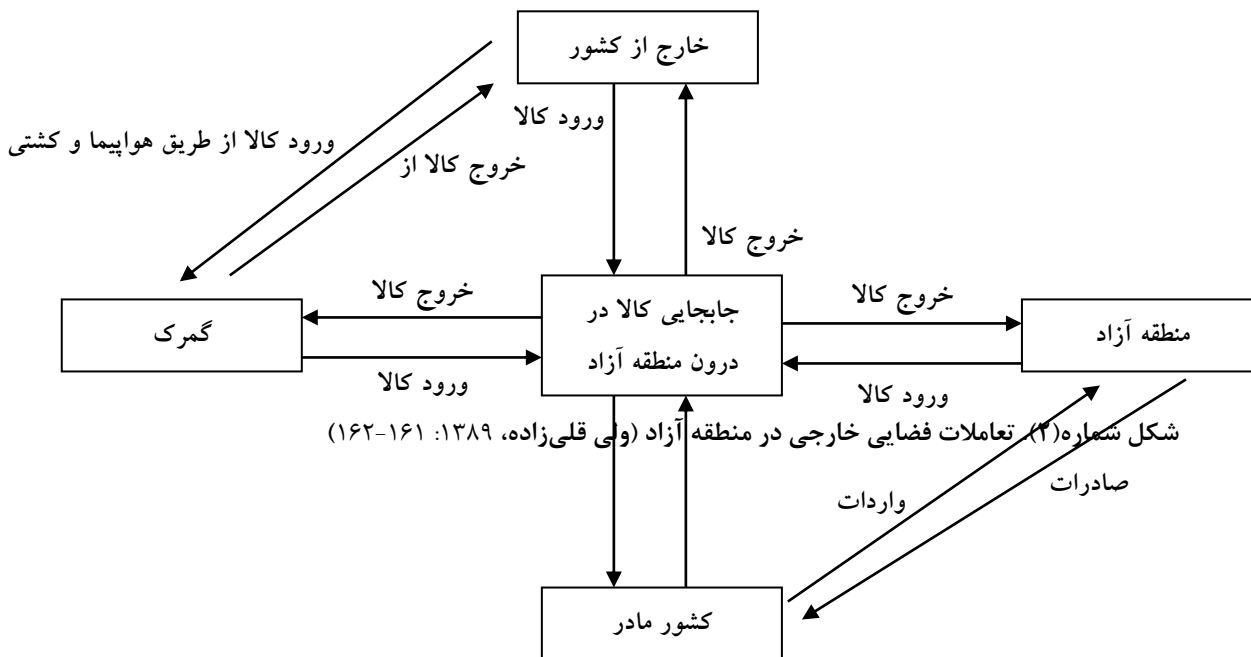 خارج از کشور
ورود کالا
ورود کالا از طریق هواپیما و کشتی
خروج کالا از
خروج کالا
خروج کالا
جابجایی کالا در
درون منطقه آزاد
خروج کالا
منطقه آزاد
گمرک
ورود کالا
ورود کالا
شکل شماره(۲)، تعاملات فضایی خارجی در منطقه آزاد (ولی قلی‌زاده، ۱۳۸۹: ۱۶۱-۱۶۲)
صادرات
واردات
کشور مادر